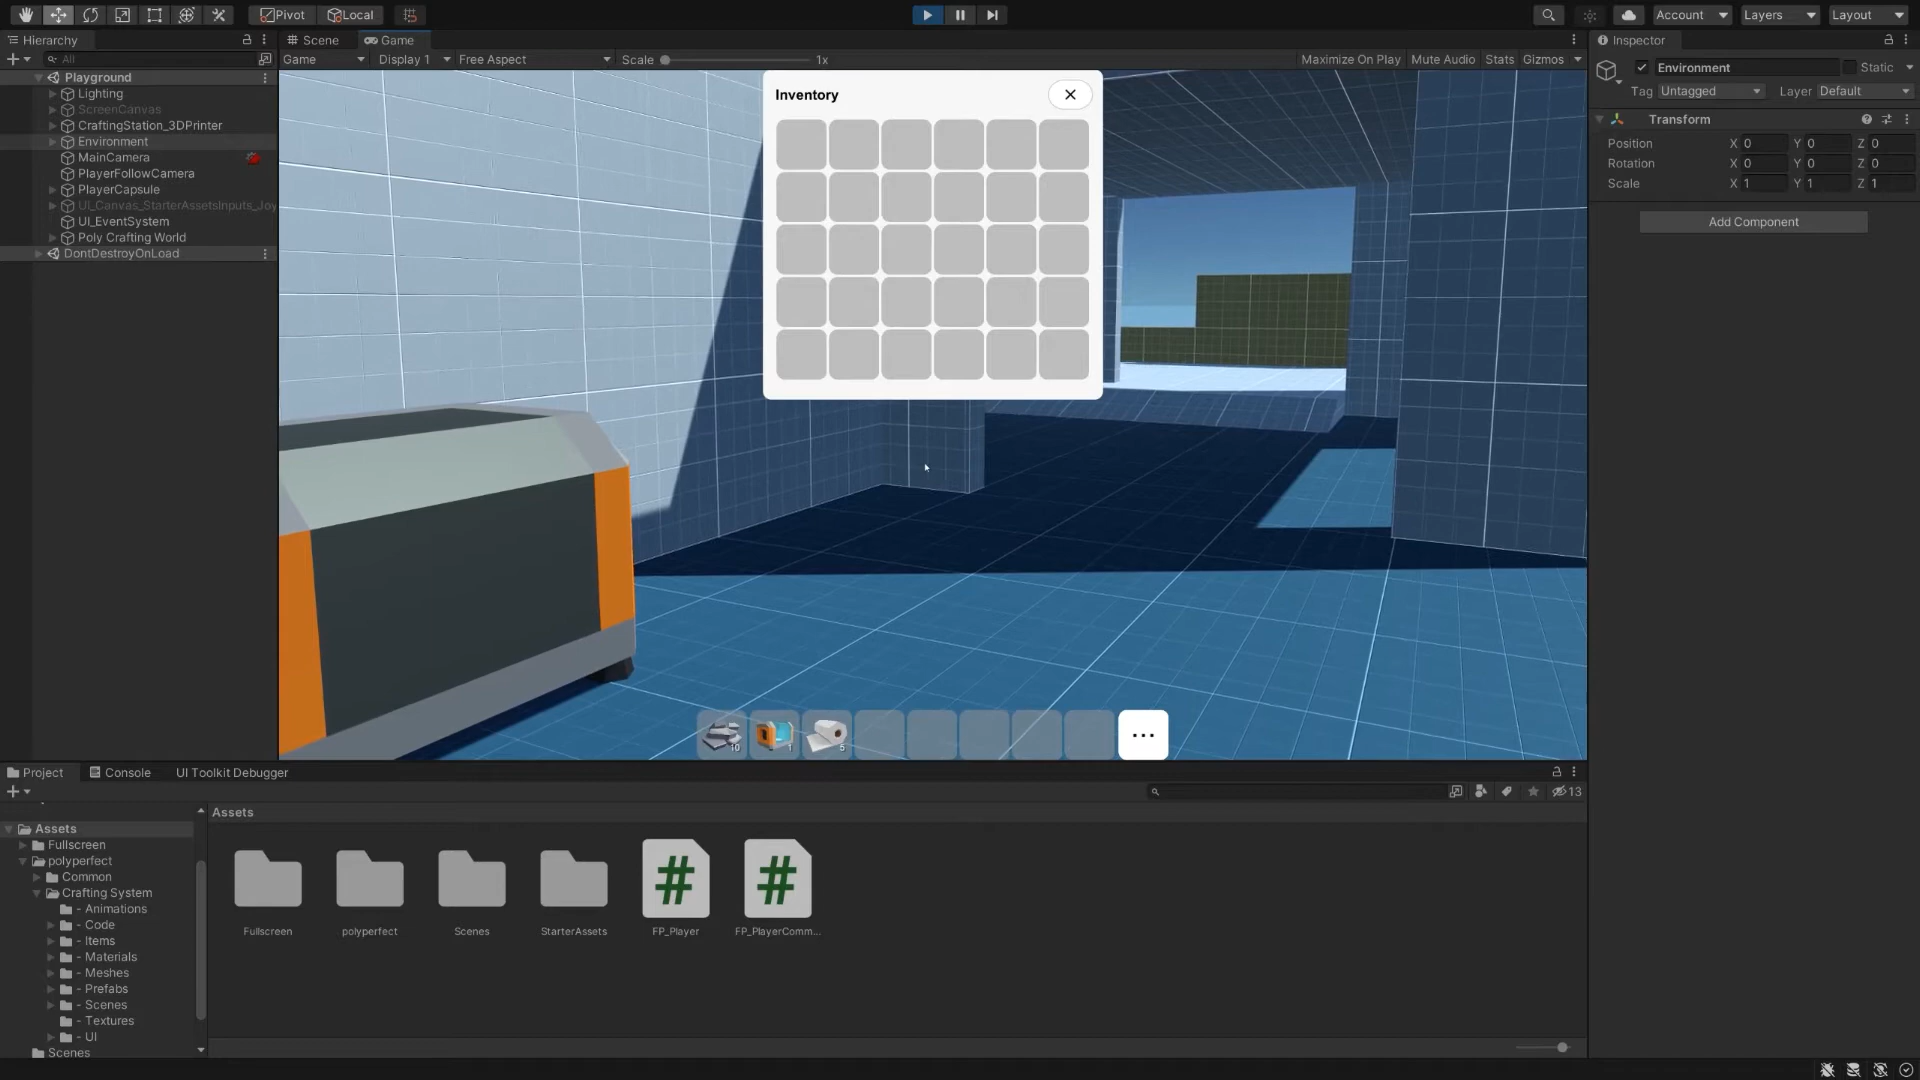 Pivot Local Account Layers Layout
Hierarchy Scene Game Inspector
All Game Display 1 Free Aspect Scale 1x Maximize On Play Mute Audio Stats Gizmos
Environment Static
Tag Untagged Layer Default
Playground
Lighting
ScreenCanvas
CraftingStation_3DPrinter
Environment
MainCamera
PlayerFollowCamera
PlayerCapsule
UI_Canvas_StarterAssetsInputs_Joy
UI_EventSystem
Poly Crafting World
DontDestroyOnLoad
Inventory
10 1 5 ...
Transform
Position X 0 Y 0 Z 0
Rotation X 0 Y 0 Z 0
Scale X 1 Y 1 Z 1
Add Component
Project Console UI Toolkit Debugger
13
Assets
Fullscreen
polyperfect
Common
Crafting System
- Animations
- Code
- Items
- Materials
- Meshes
- Prefabs
- Scenes
- Textures
- UI
Scenes
Assets
Fullscreen polyperfect Scenes StarterAssets FP_Player FP_PlayerComm...